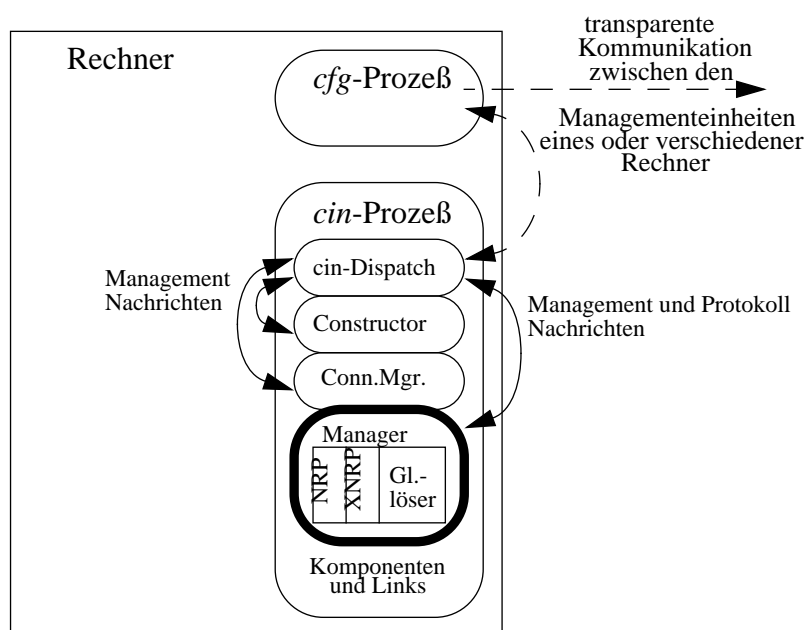 Rechner
cfg-Prozeß
transparente
Kommunikation
zwischen den
Managementeinheiten
eines oder verschiedener
Rechner
cin-Prozeß
cin-Dispatch
Management
Nachrichten
Constructor
Management und Protokoll
Nachrichten
Conn.Mgr.
Manager
NRP
XNRP
Gl.-
löser
Komponenten
und Links